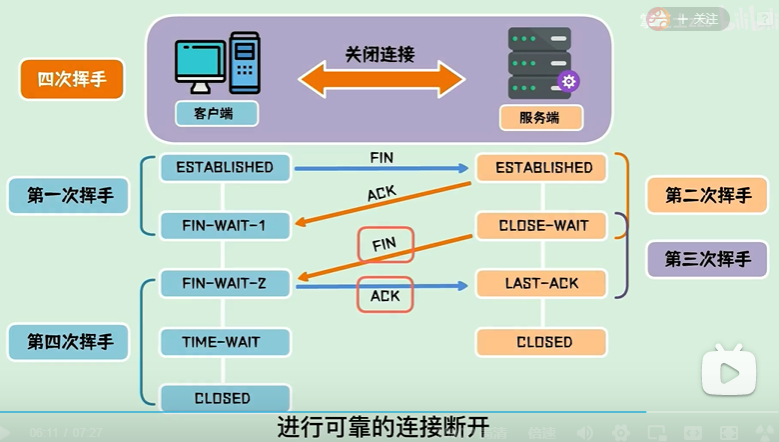 + 关注
四次挥手
关闭连接
客户端
服务端
ESTABLISHED
FIN
ESTABLISHED
第一次挥手
ACK
第二次挥手
FIN-WAIT-1
CLOSE-WAIT
FIN
第三次挥手
FIN-WAIT-2
ACK
LAST-ACK
第四次挥手
TIME-WAIT
CLOSED
CLOSED
进行可靠的连接断开
00:11 / 07:27
倍速